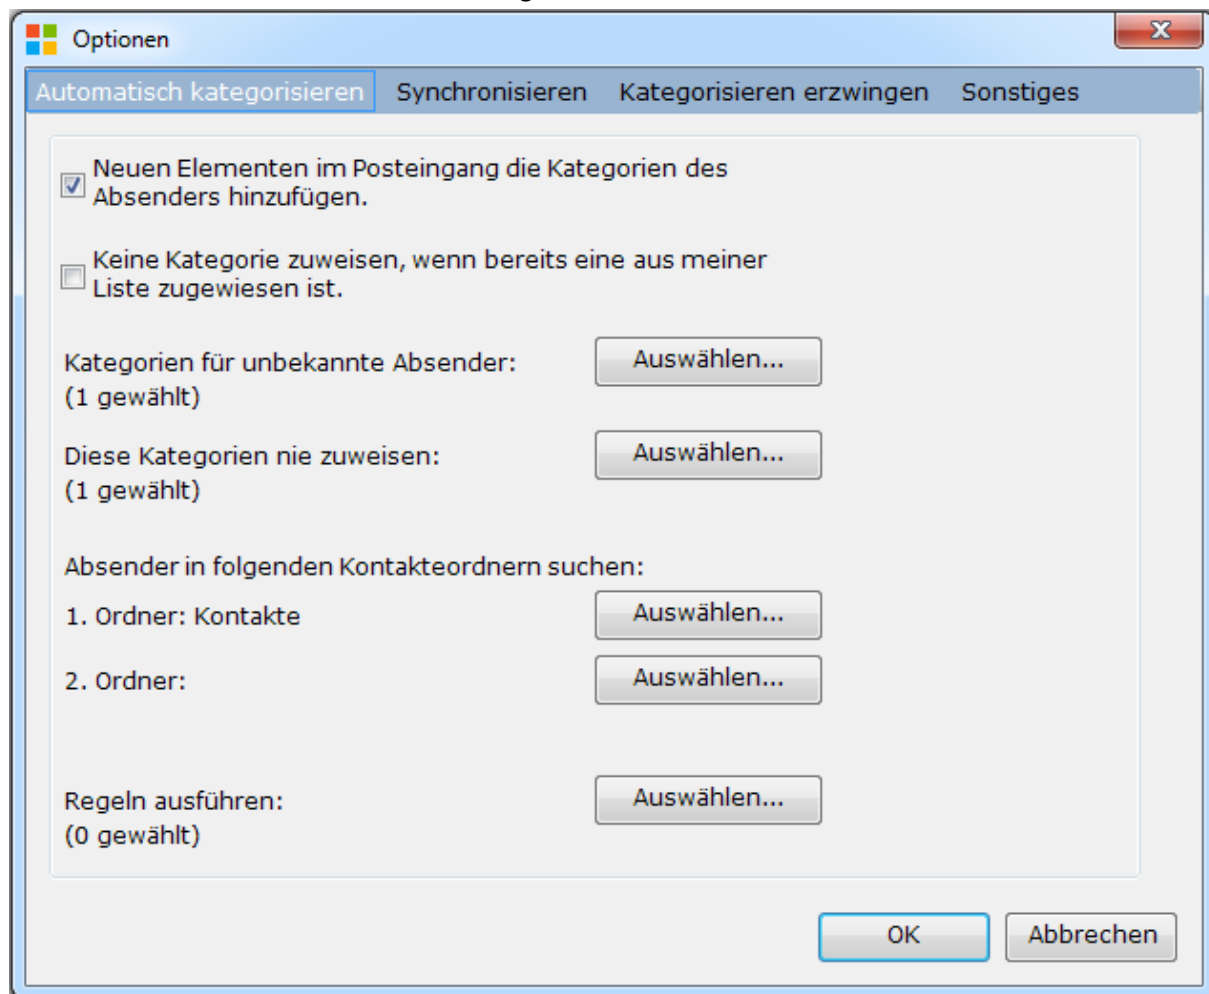 Optionen
Automatisch kategorisieren Synchronisieren Kategorisieren erzwingen Sonstiges
Neuen Elementen im Posteingang die Kategorien des
Absenders hinzufügen.
Keine Kategorie zuweisen, wenn bereits eine aus meiner
Liste zugewiesen ist.
Kategorien für unbekannte Absender: Auswählen...
(1 gewählt)
Diese Kategorien nie zuweisen: Auswählen...
(1 gewählt)
Absender in folgenden Kontakteordnern suchen:
1. Ordner: Kontakte Auswählen...
2. Ordner: Auswählen...
Regeln ausführen: Auswählen...
(0 gewählt)
OK Abbrechen